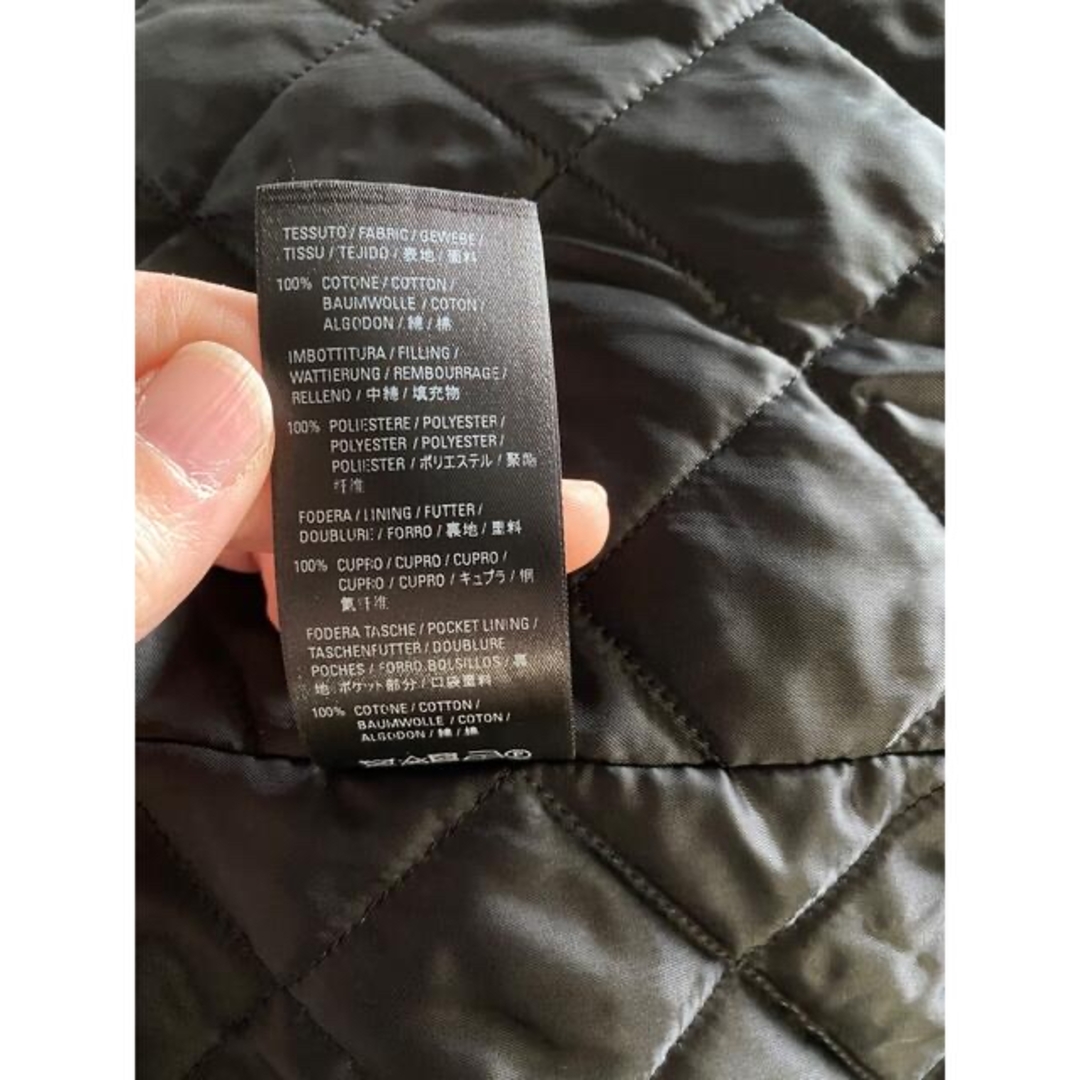 TESSUTO / FABRIC / GEWEBE /
TISSU / TEJIDO / 表地 / 面料
100% COTONE / COTTON /
BAUMWOLLE / COTON /
ALGODON / 綿 / 棉
IMBOTTITURA / FILLING /
WATTIERUNG / REMBOURRAGE /
RELLENO / 中綿 / 填充物
100% POLIESTERE / POLYESTER /
POLYESTER / POLYESTER /
POLIESTER / ポリエステル / 聚酯
纤维
FODERA / LINING / FUTTER /
DOUBLURE / FORRO / 裏地 / 里料
100% CUPRO / CUPRO / CUPRO /
CUPRO / CUPRO / キュプラ / 铜
氨纤维
FODERA TASCHE / POCKET LINING /
TASCHENFUTTER / DOUBLURE
POCHES / FORRO BOLSILLOS / 裏
地 ポケット部分 / 口袋里料
100% COTONE / COTTON /
BAUMWOLLE / COTON /
ALGODON / 綿 / 棉